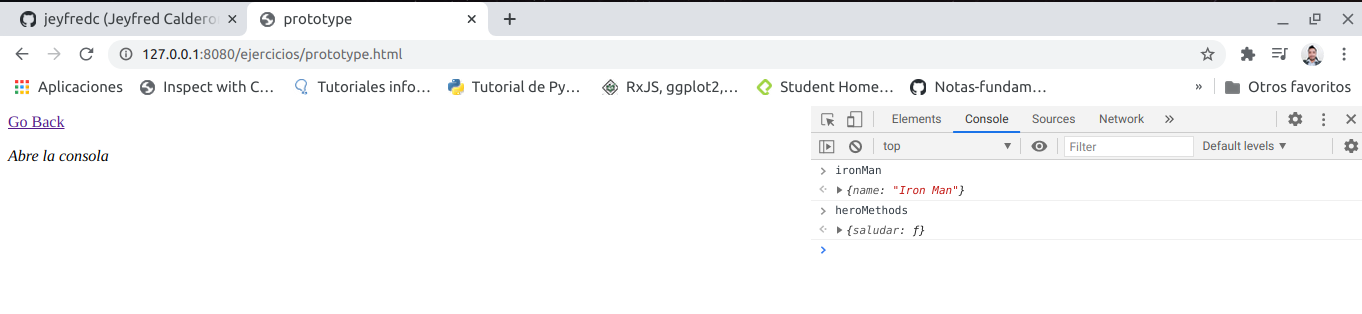 jeyfredc (Jeyfred Caldero
prototype
127.0.0.1:8080/ejercicios/prototype.html
Aplicaciones Inspect with C… Tutoriales info… Tutorial de Py… RxJS, ggplot2,… Student Home… Notas-fundam… » Otros favoritos
Go Back
Abre la consola
Elements Console Sources Network »
top Filter Default levels
ironMan
{name: "Iron Man"}
heroMethods
{saludar: ƒ}